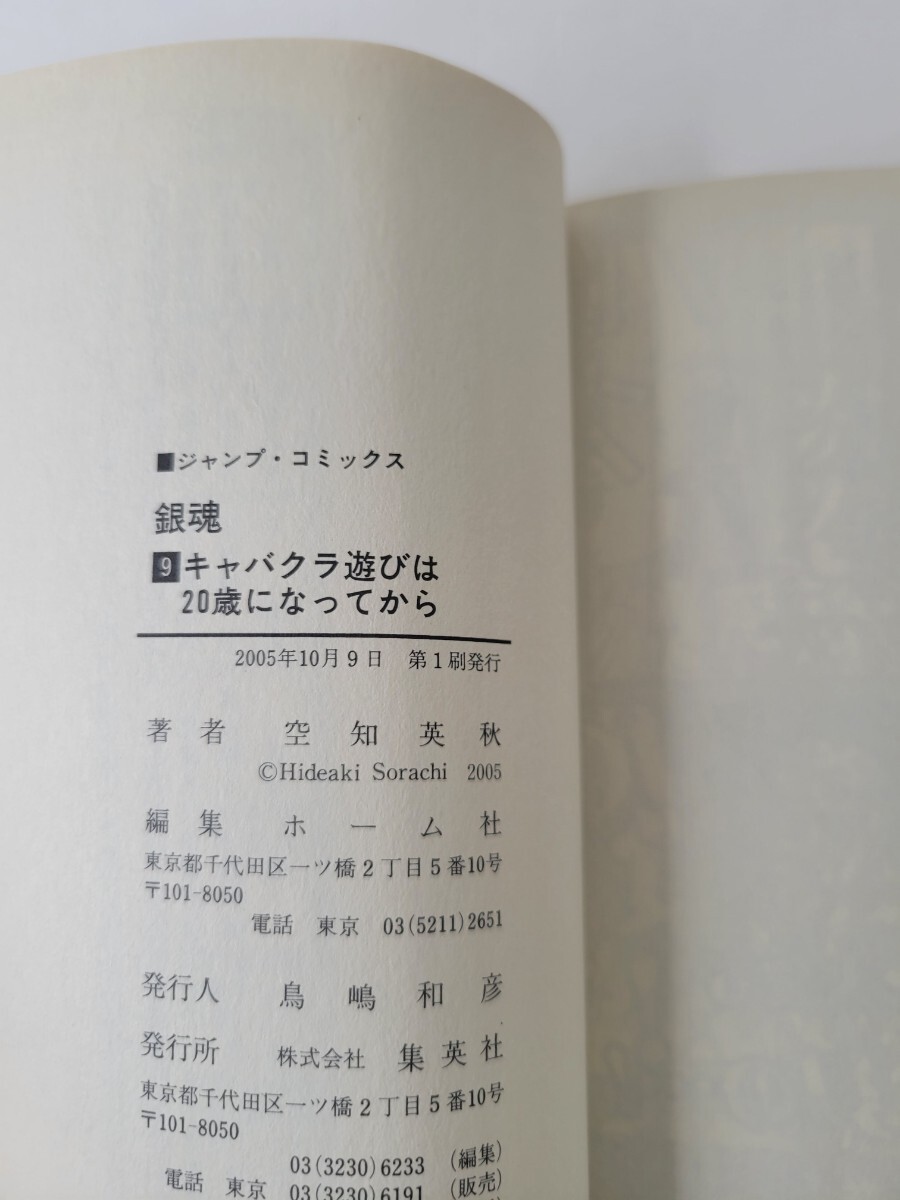 ■ジャンプ・コミックス
銀魂
9キャバクラ遊びは
20歳になってから
2005年10月9日 第1刷発行
著者 空知英秋
©Hideaki Sorachi 2005
編集 ホーム社
東京都千代田区一ツ橋2丁目5番10号
〒101-8050
電話 東京 03(5211)2651
発行人 鳥嶋和彦
発行所 株式会社 集英社
東京都千代田区一ツ橋2丁目5番10号
〒101-8050
03(3230)6233 (編集)
電話 東京 03(3230)6191 (販売)